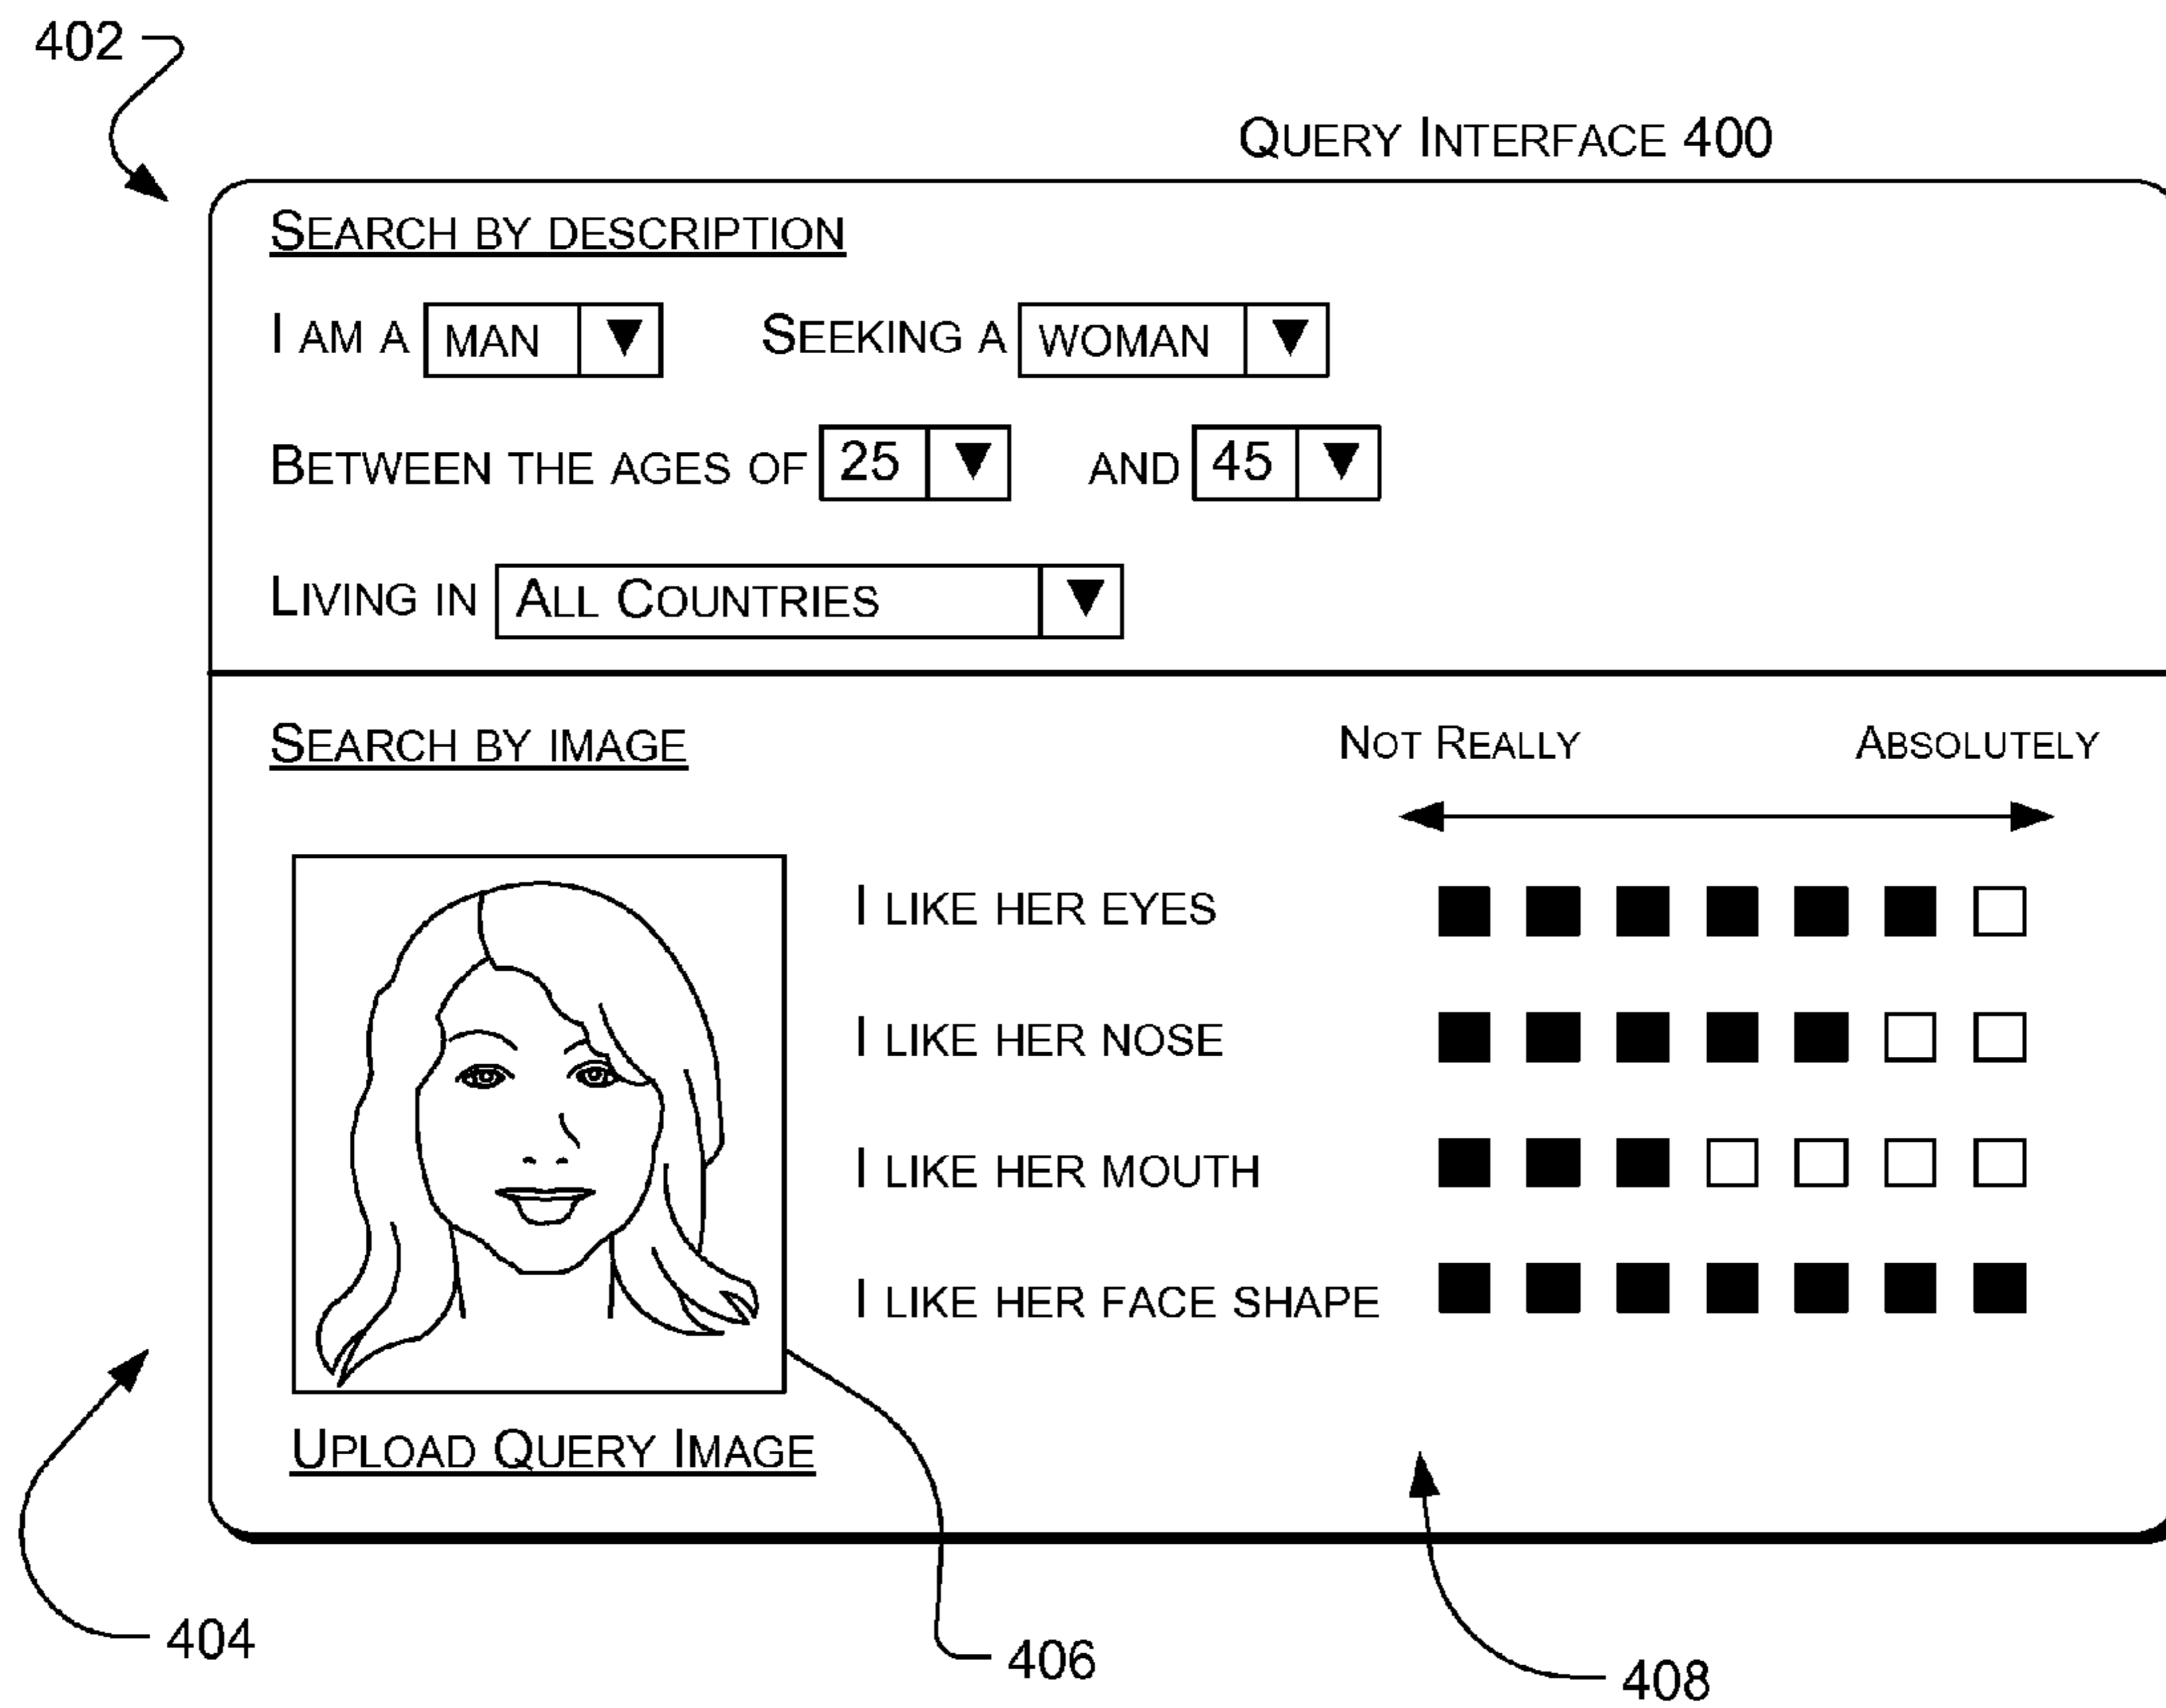 402
QUERY INTERFACE 400
SEARCH BY DESCRIPTION
I AM A MAN SEEKING A WOMAN
BETWEEN THE AGES OF 25 AND 45
LIVING IN ALL COUNTRIES
SEARCH BY IMAGE NOT REALLY ABSOLUTELY
I LIKE HER EYES
I LIKE HER NOSE
I LIKE HER MOUTH
I LIKE HER FACE SHAPE
UPLOAD QUERY IMAGE
404
406
408